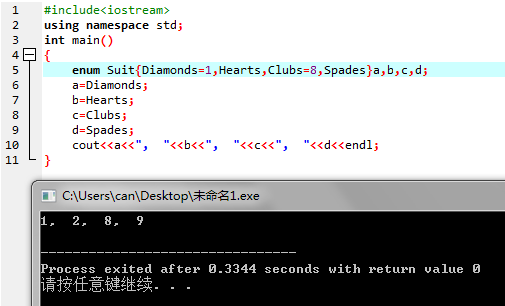 1 #include<iostream>
2 using namespace std;
3 int main()
4 {
5 enum Suit{Diamonds=1,Hearts,Clubs=8,Spades}a,b,c,d;
6 a=Diamonds;
7 b=Hearts;
8 c=Clubs;
9 d=Spades;
10 cout<<a<<", "<<b<<", "<<c<<", "<<d<<endl;
11 }
C:\Users\can\Desktop\未命名1.exe
1, 2, 8, 9
--------------------------------
Process exited after 0.3344 seconds with return value 0
请按任意键继续. . .